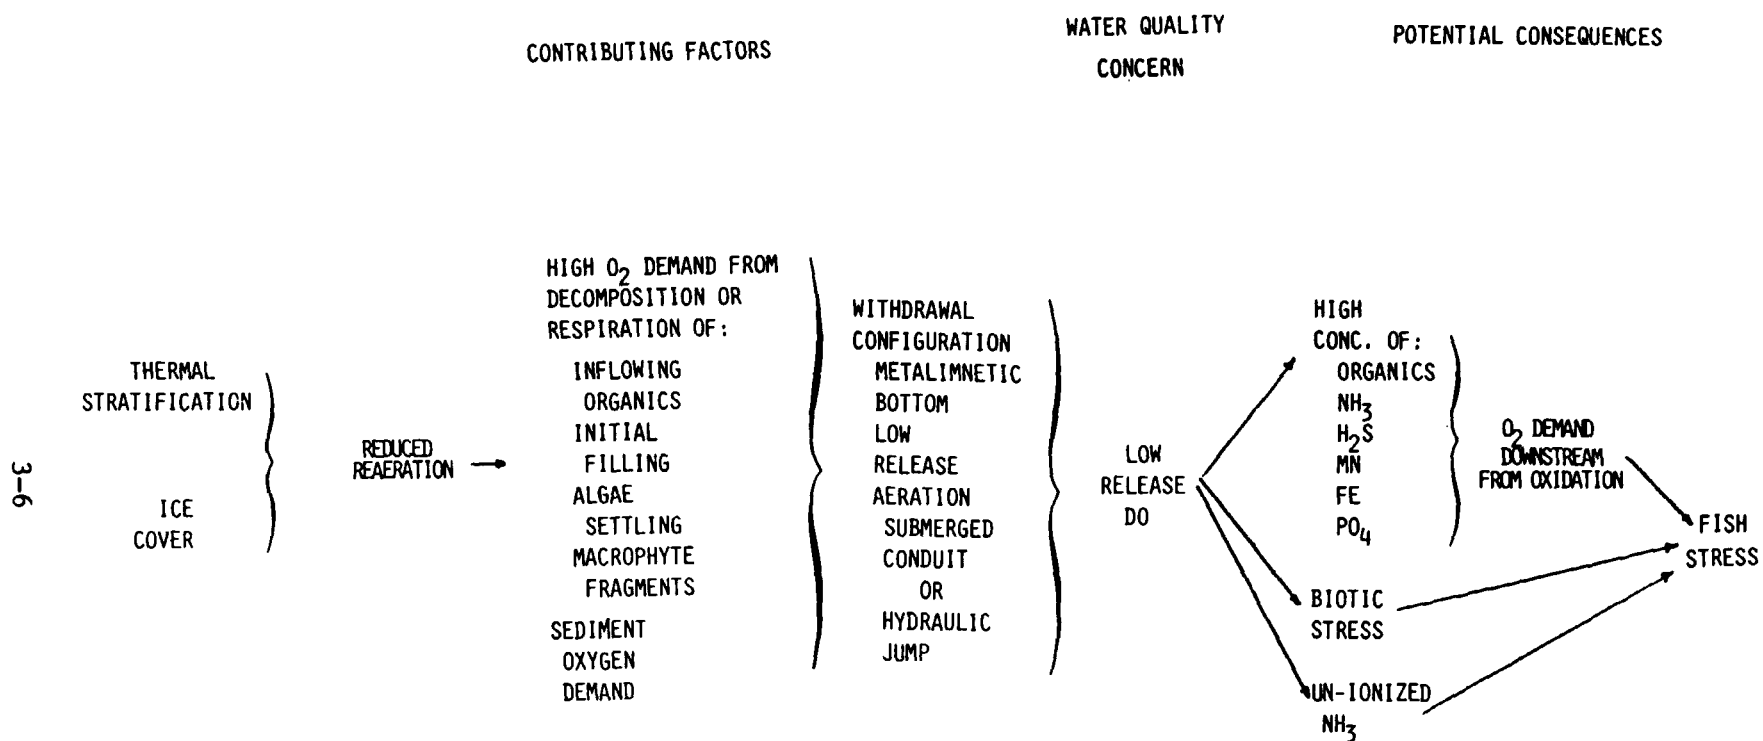 CONTRIBUTING FACTORS
WATER QUALITY
CONCERN
POTENTIAL CONSEQUENCES
THERMAL
STRATIFICATION
ICE
COVER
REDUCED
REAERATION
HIGH O2 DEMAND FROM
DECOMPOSITION OR
RESPIRATION OF:
INFLOWING
ORGANICS
INITIAL
FILLING
ALGAE
SETTLING
MACROPHYTE
FRAGMENTS
SEDIMENT
OXYGEN
DEMAND
WITHDRAWAL
CONFIGURATION
METALIMNETIC
BOTTOM
LOW
RELEASE
AERATION
SUBMERGED
CONDUIT
OR
HYDRAULIC
JUMP
LOW
RELEASE
DO
HIGH
CONC. OF:
ORGANICS
NH3
H2S
MN
FE
PO4
O2 DEMAND
DOWNSTREAM
FROM OXIDATION
BIOTIC
STRESS
UN-IONIZED
NH3
FISH
STRESS
3-6